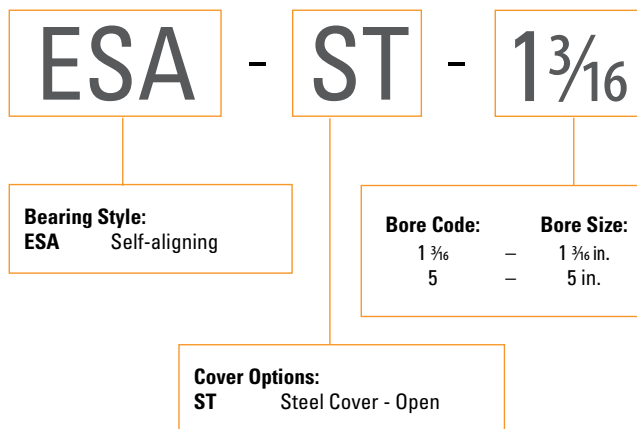 ESA - ST - 1 3⁄16
Bearing Style:
ESA Self-aligning
Bore Code: Bore Size:
1 3⁄16 – 1 3⁄16 in.
5 – 5 in.
Cover Options:
ST Steel Cover - Open